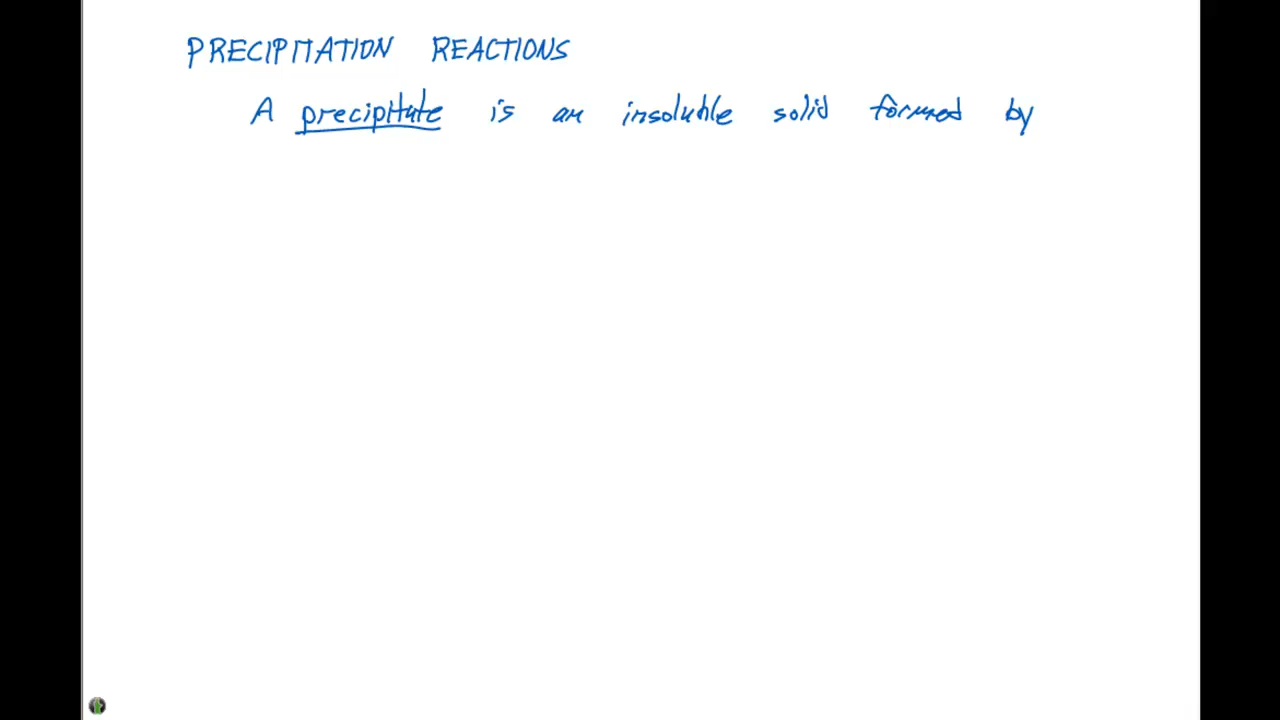 PRECIPITATION REACTIONS
A precipitate is an insoluble solid formed by